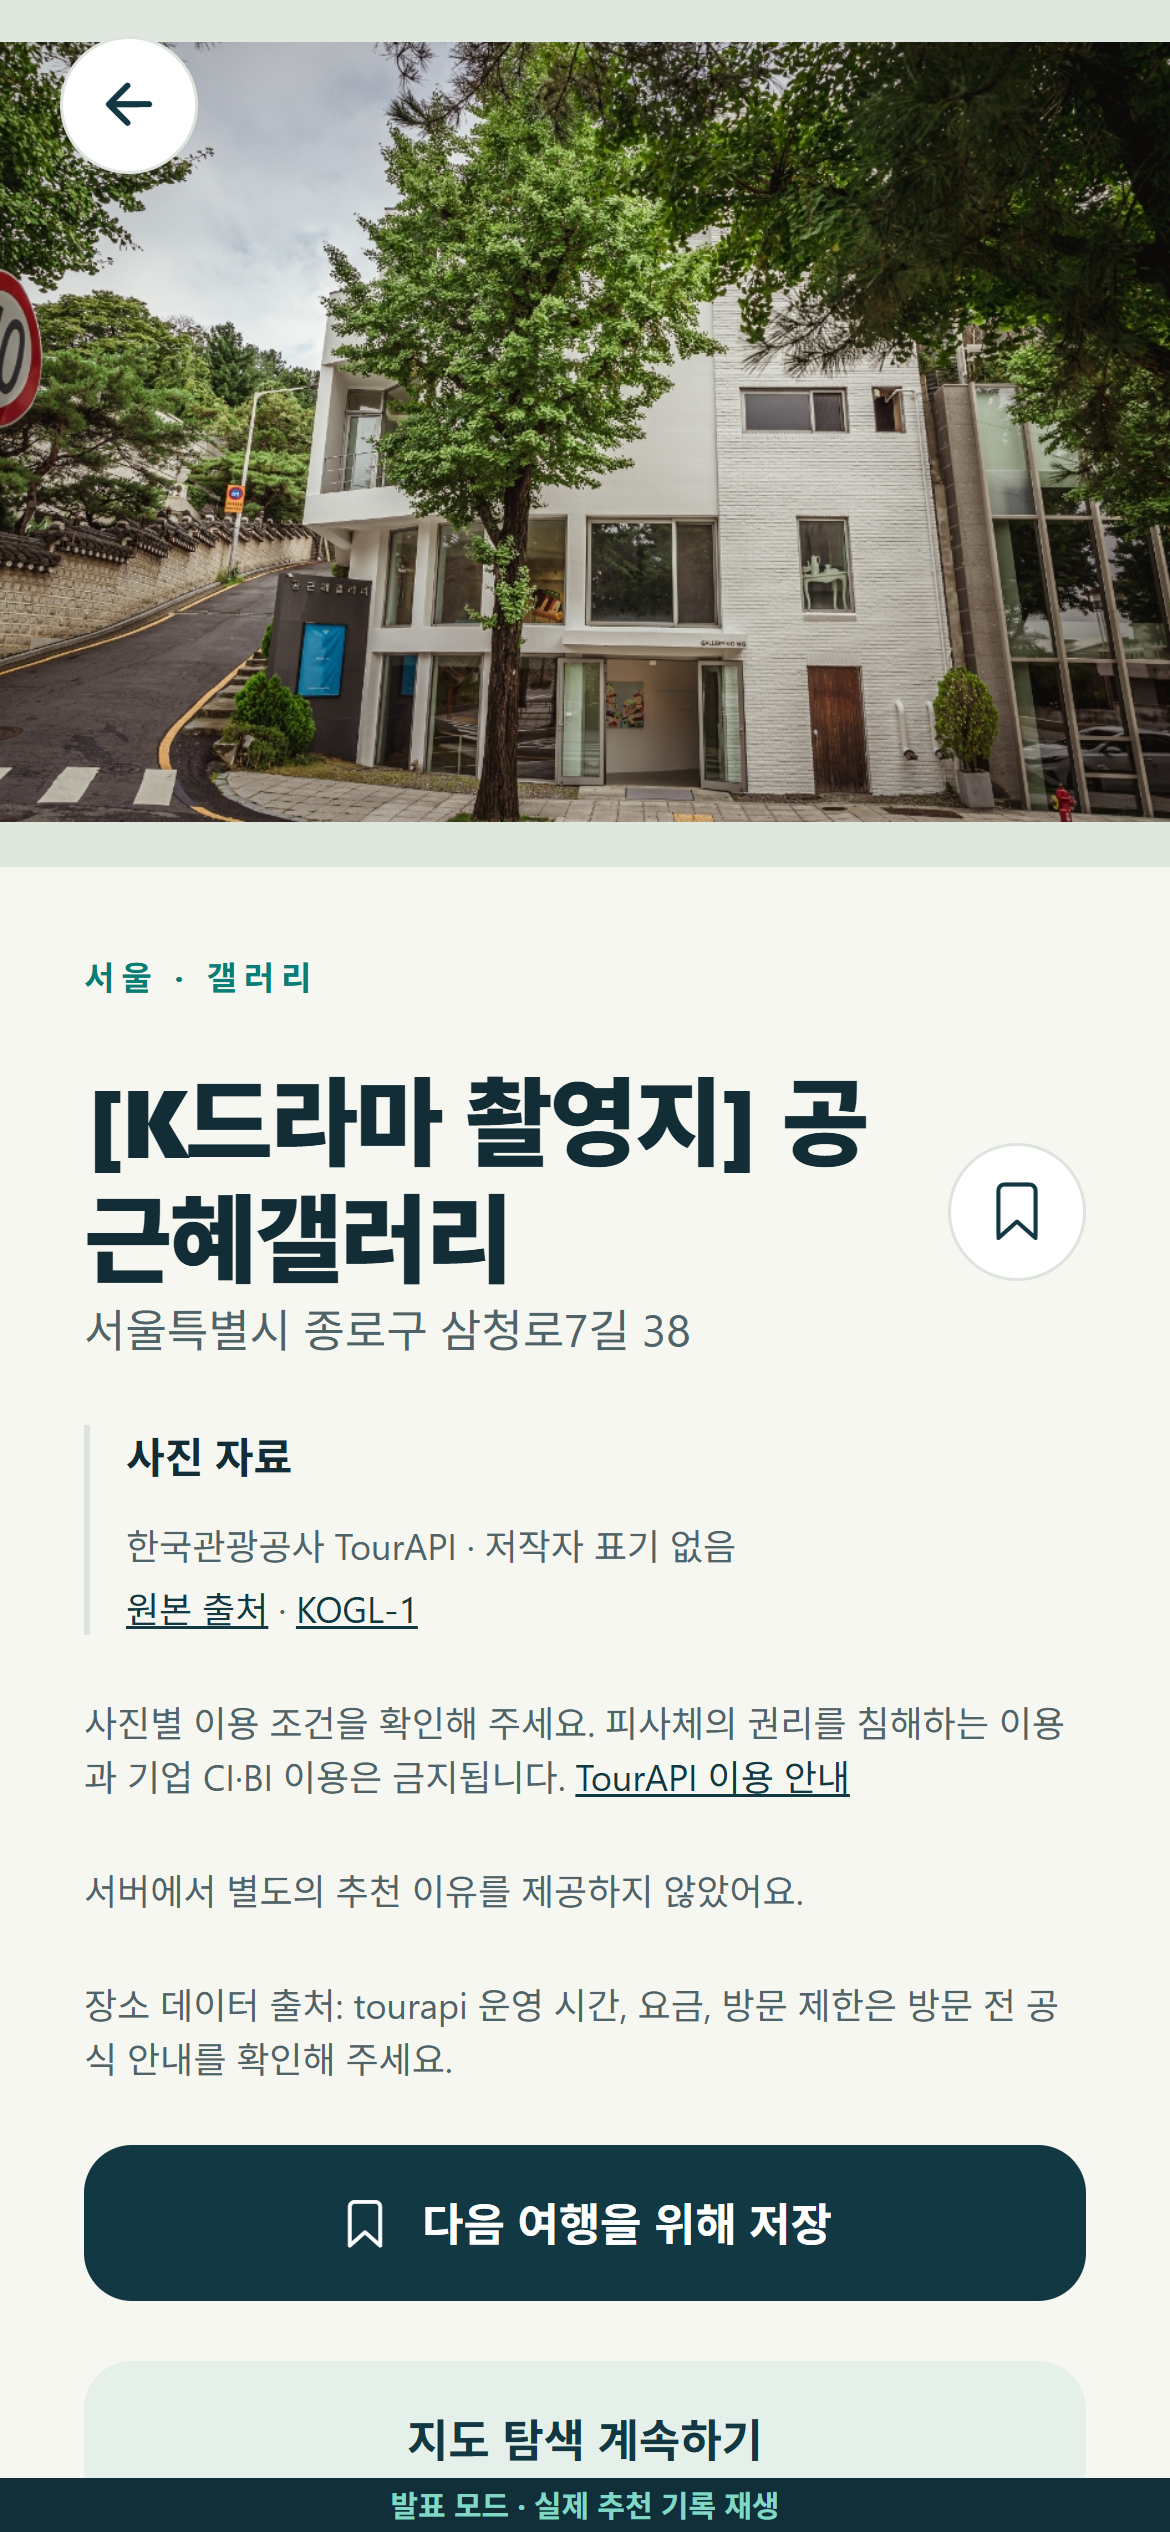 공근혜갤러리
GALLERY KONG
서울 · 갤러리
[K드라마 촬영지] 공
근혜갤러리
서울특별시 종로구 삼청로7길 38
사진 자료
한국관광공사 TourAPI · 저작자 표기 없음
원본 출처 · KOGL-1
사진별 이용 조건을 확인해 주세요. 피사체의 권리를 침해하는 이용
과 기업 CI·BI 이용은 금지됩니다. TourAPI 이용 안내
서버에서 별도의 추천 이유를 제공하지 않았어요.
장소 데이터 출처: tourapi 운영 시간, 요금, 방문 제한은 방문 전 공
식 안내를 확인해 주세요.
다음 여행을 위해 저장
지도 탐색 계속하기
발표 모드 · 실제 추천 기록 재생